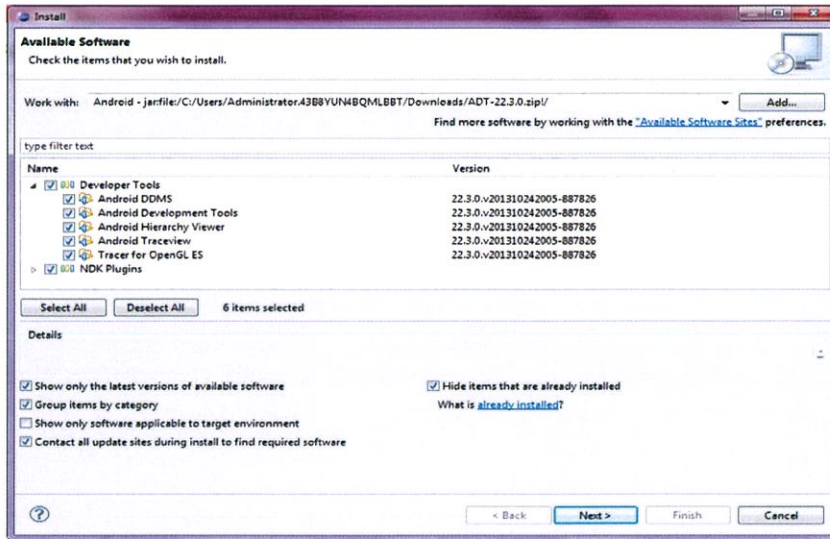 Install
Available Software
Check the items that you wish to install.
Work with: Android - jar:file:/C:/Users/Administrator.43B8YUN4BQMLBBT/Downloads/ADT-22.3.0.zip!/ Add...
Find more software by working with the "Available Software Sites" preferences.
type filter text
Name Version
Developer Tools
Android DDMS 22.3.0.v201310242005-887826
Android Development Tools 22.3.0.v201310242005-887826
Android Hierarchy Viewer 22.3.0.v201310242005-887826
Android Traceview 22.3.0.v201310242005-887826
Tracer for OpenGL ES 22.3.0.v201310242005-887826
NDK Plugins
Select All Deselect All 6 items selected
Details
Show only the latest versions of available software Hide items that are already installed
Group items by category What is already installed?
Show only software applicable to target environment
Contact all update sites during install to find required software
? < Back Next > Finish Cancel